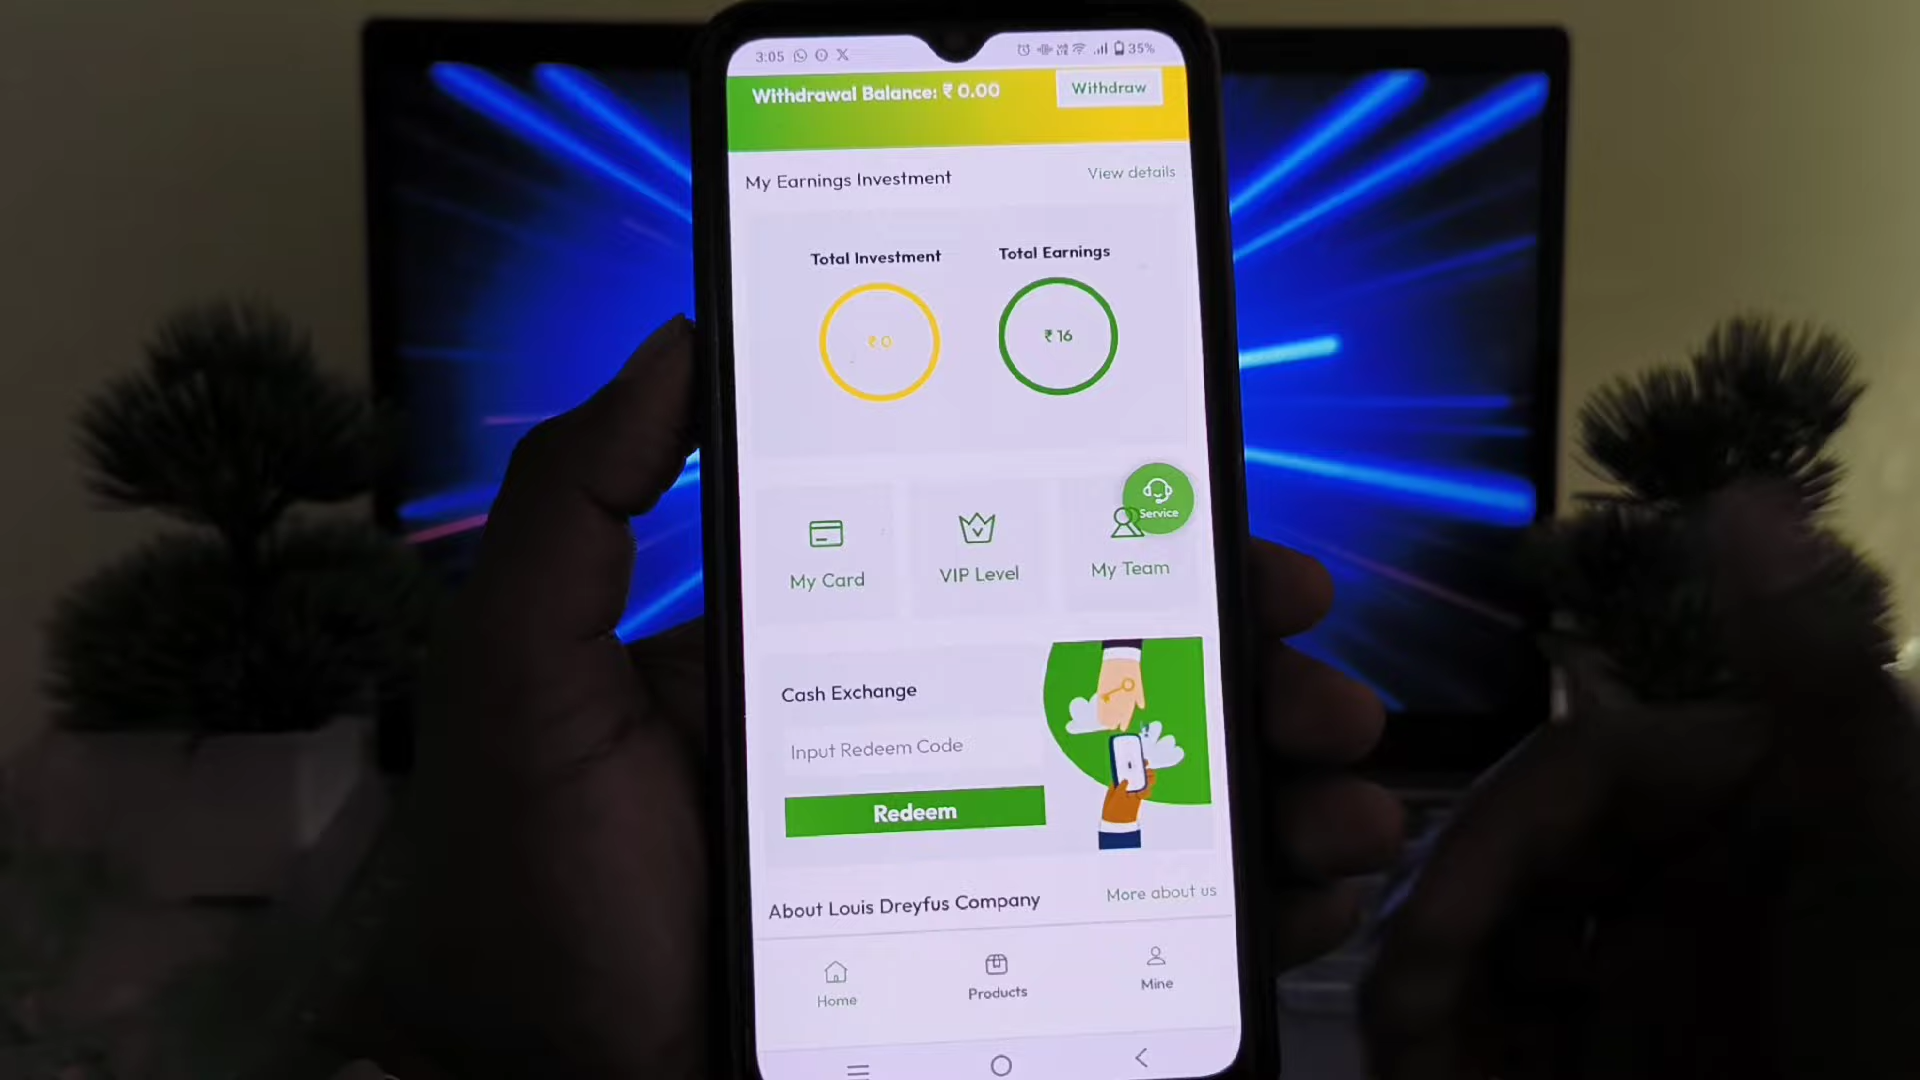 3:05
35%
Withdrawal Balance: ₹ 0.00
Withdraw
My Earnings Investment
View details
Total Investment
Total Earnings
₹ 0
₹ 16
Service
My Card
VIP Level
My Team
Cash Exchange
Input Redeem Code
Redeem
About Louis Dreyfus Company
More about us
Home
Products
Mine